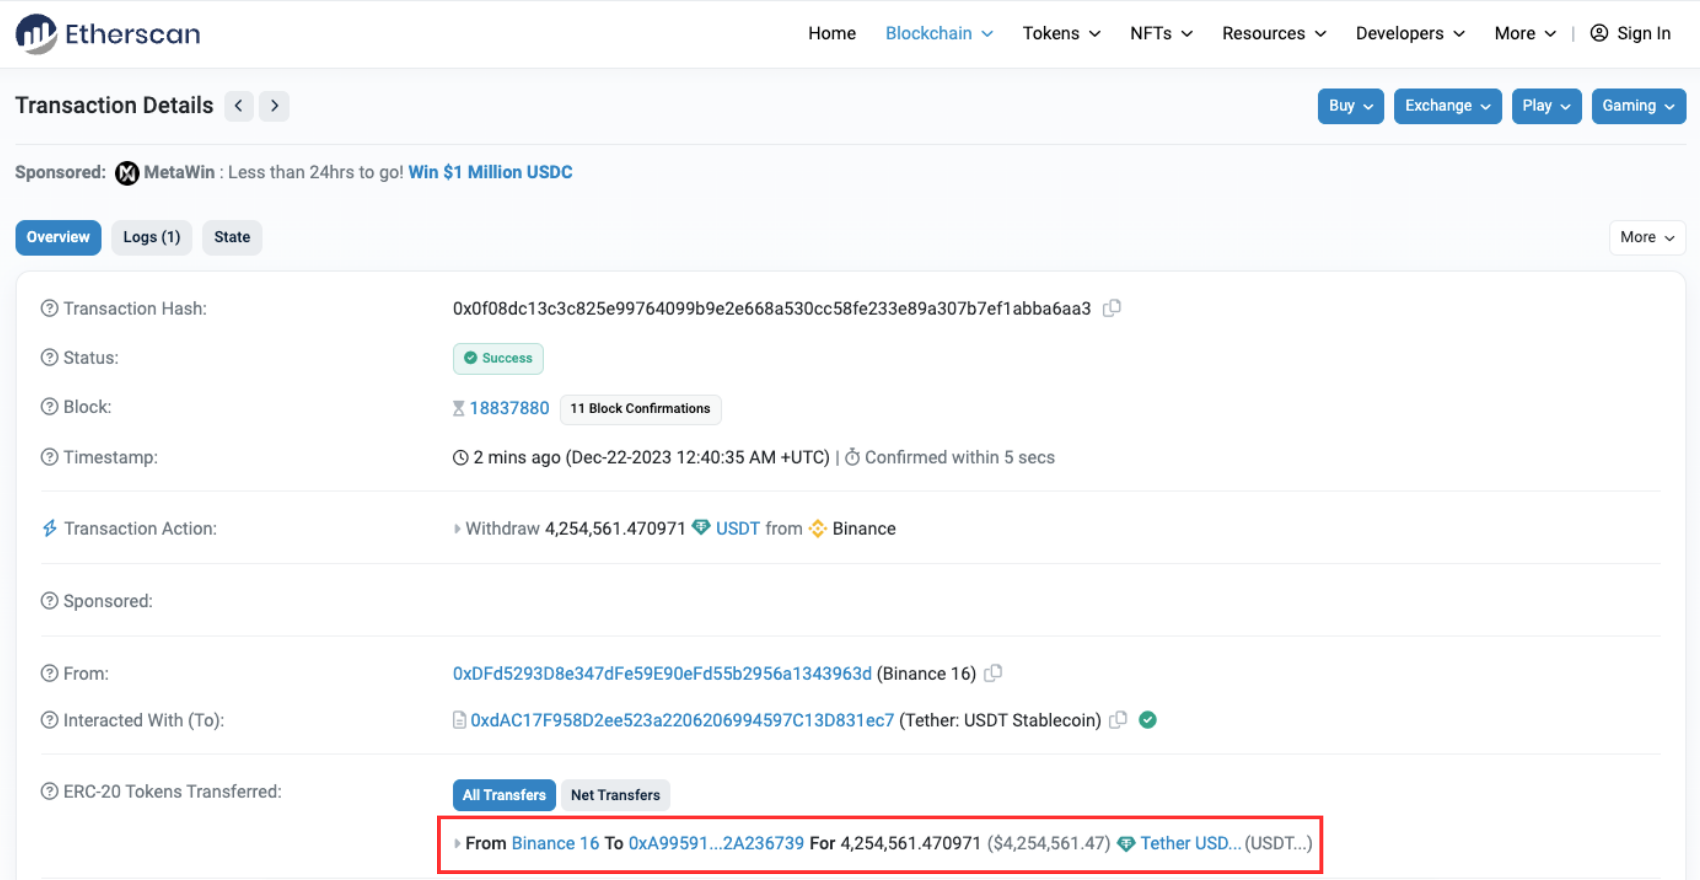 Etherscan
Home Blockchain Tokens NFTs Resources Developers More | Sign In
Transaction Details
Buy Exchange Play Gaming
Sponsored: MetaWin : Less than 24hrs to go! Win $1 Million USDC
Overview Logs (1) State More
Transaction Hash: 0x0f08dc13c3c825e99764099b9e2e668a530cc58fe233e89a307b7ef1abba6aa3
Status: Success
Block: 18837880 11 Block Confirmations
Timestamp: 2 mins ago (Dec-22-2023 12:40:35 AM +UTC) | Confirmed within 5 secs
Transaction Action: Withdraw 4,254,561.470971 USDT from Binance
Sponsored:
From: 0xDFd5293D8e347dFe59E90eFd55b2956a1343963d (Binance 16)
Interacted With (To): 0xdAC17F958D2ee523a2206206994597C13D831ec7 (Tether: USDT Stablecoin)
ERC-20 Tokens Transferred: All Transfers Net Transfers
From Binance 16 To 0xA99591...2A236739 For 4,254,561.470971 ($4,254,561.47) Tether USD... (USDT...)